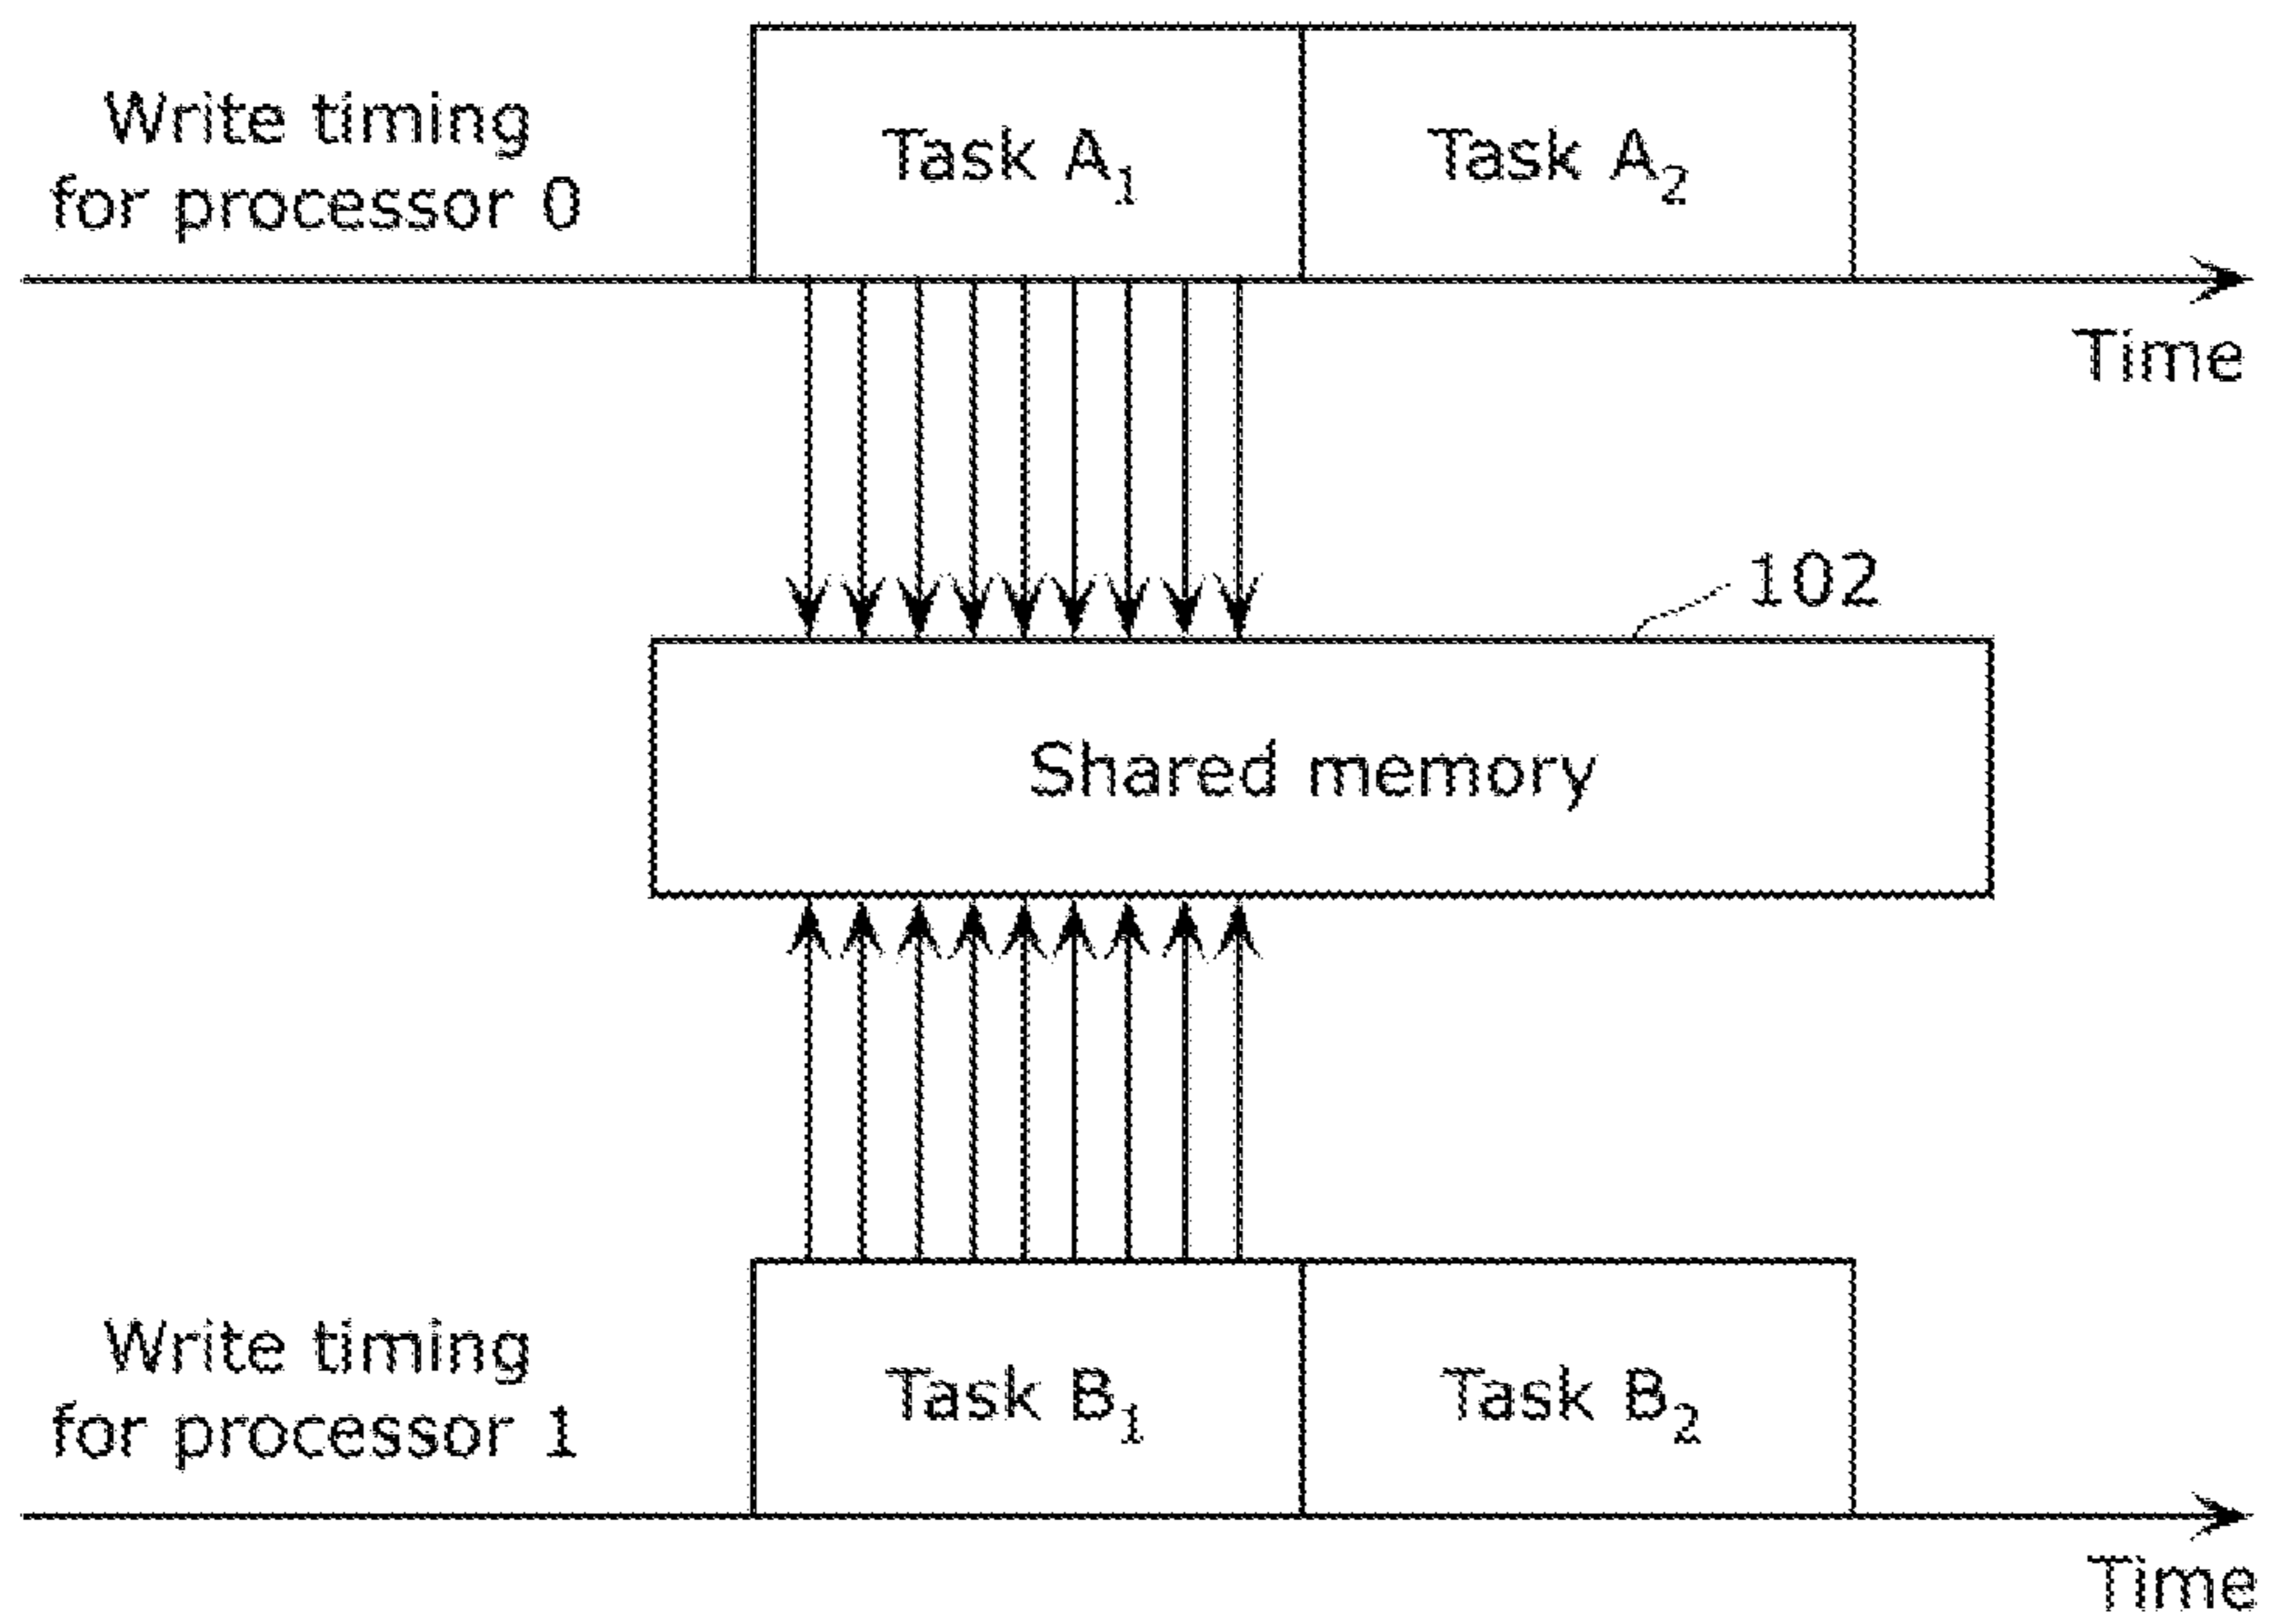 Write timing
for processor 0
Task A₁
Task A₂
Time
102
Shared memory
Write timing
for processor 1
Task B₁
Task B₂
Time